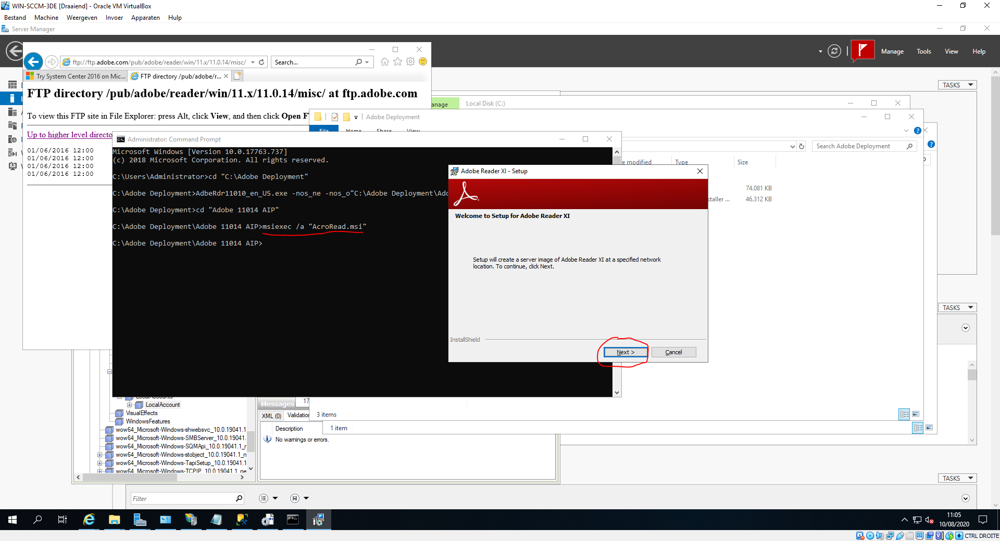 WIN-SCCM-3DE [Draaiend] - Oracle VM VirtualBox
Bestand Machine Weergeven Invoer Apparaten Hulp
Server Manager
Manage Tools View Help
ftp://ftp.adobe.com/pub/adobe/reader/win/11.x/11.0.14/misc/
Search...
Try System Center 2016 on Mic...
FTP directory /pub/adobe/r...
FTP directory /pub/adobe/reader/win/11.x/11.0.14/misc/ at ftp.adobe.com
To view this FTP site in File Explorer: press Alt, click View, and then click Open F
Up to higher level directo
01/06/2016 12:00
01/06/2016 12:00
01/06/2016 12:00
01/06/2016 12:00
TASKS
anage
Local Disk (C:)
Adobe Deployment
File Home Share View
Search Adobe Deployment
e modified Type Size
74.081 KB
staller ... 46.312 KB
Administrator: Command Prompt
Microsoft Windows [Version 10.0.17763.737]
(c) 2018 Microsoft Corporation. All rights reserved.
C:\Users\Administrator>cd "C:\Adobe Deployment"
C:\Adobe Deployment>AdbeRdr11010_en_US.exe -nos_ne -nos_o"C:\Adobe Deployment\Ado
C:\Adobe Deployment>cd "Adobe 11014 AIP"
C:\Adobe Deployment\Adobe 11014 AIP>msiexec /a "AcroRead.msi"
C:\Adobe Deployment\Adobe 11014 AIP>
Adobe Reader XI - Setup
Welcome to Setup for Adobe Reader XI
Setup will create a server image of Adobe Reader XI at a specified network
location. To continue, click Next.
InstallShield
Next >
Cancel
TASKS
LocalAccounts
LocalAccount
VisualEffects
WindowsFeatures
wow64_Microsoft-Windows-shwebsvc_10.0.19041.1
wow64_Microsoft-Windows-SMBServer_10.0.19041.
wow64_Microsoft-Windows-SQMApi_10.0.19041.1_r
wow64_Microsoft-Windows-stobject_10.0.19041.1_n
wow64_Microsoft-Windows-TapiSetup_10.0.19041.1
wow64_Microsoft-Windows-TCPIP_10.0.19041.1_ne
Messages
17
XML (0) Validation
Description
No warnings or errors.
3 items
1 item
TASKS
Filter
11:05
10/08/2020
CTRL DROITE